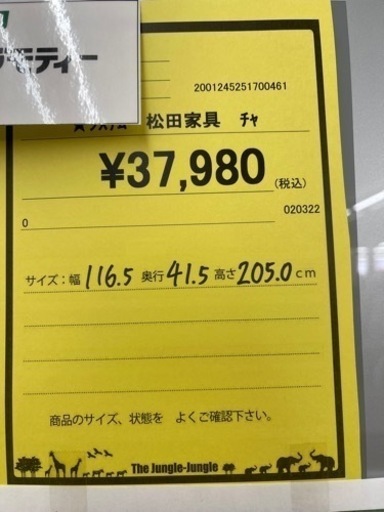 モティー
2001245251700461
松田家具 チャ
¥37,980 (税込)
020322
0
サイズ：幅 116.5 奥行 41.5 高さ 205.0 cm
商品のサイズ、状態を よくご確認下さい。
The Jungle-Jungle